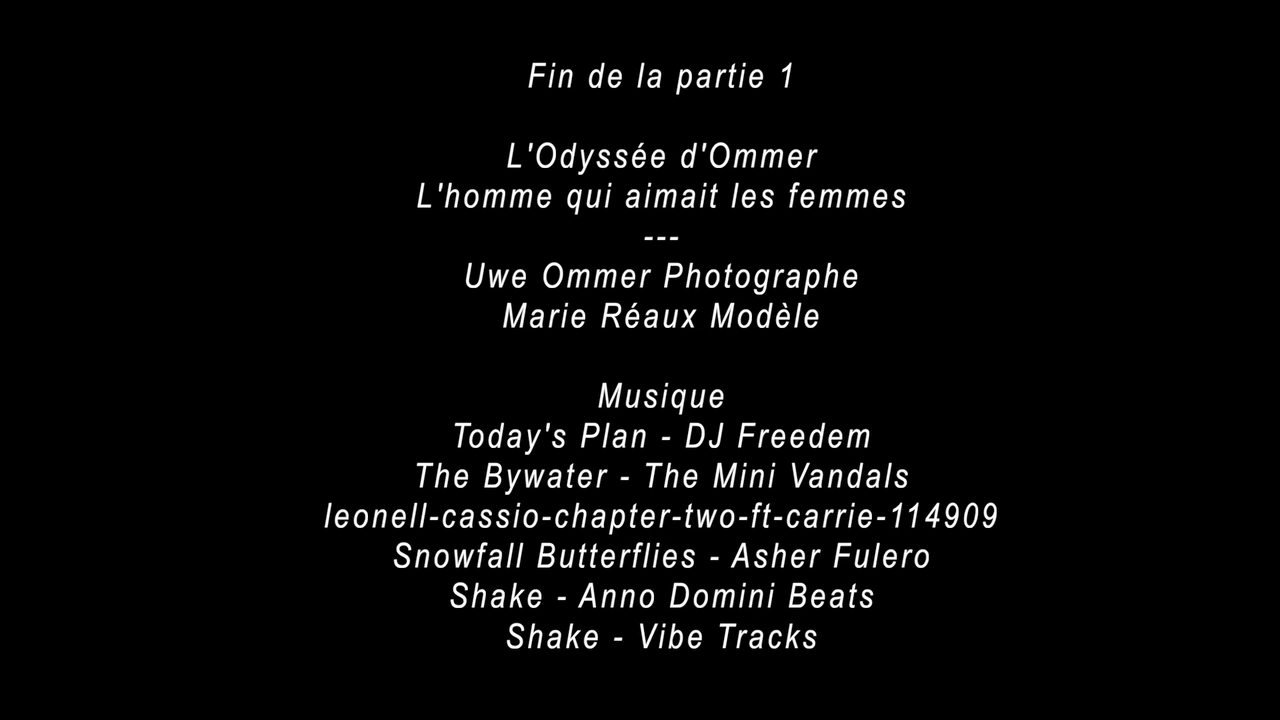 Fin de la partie 1
L'Odyssée d'Ommer
L'homme qui aimait les femmes
---
Uwe Ommer Photographe
Marie Réaux Modèle
Musique
Today's Plan - DJ Freedem
The Bywater - The Mini Vandals
leonell-cassio-chapter-two-ft-carrie-114909
Snowfall Butterflies - Asher Fulero
Shake - Anno Domini Beats
Shake - Vibe Tracks